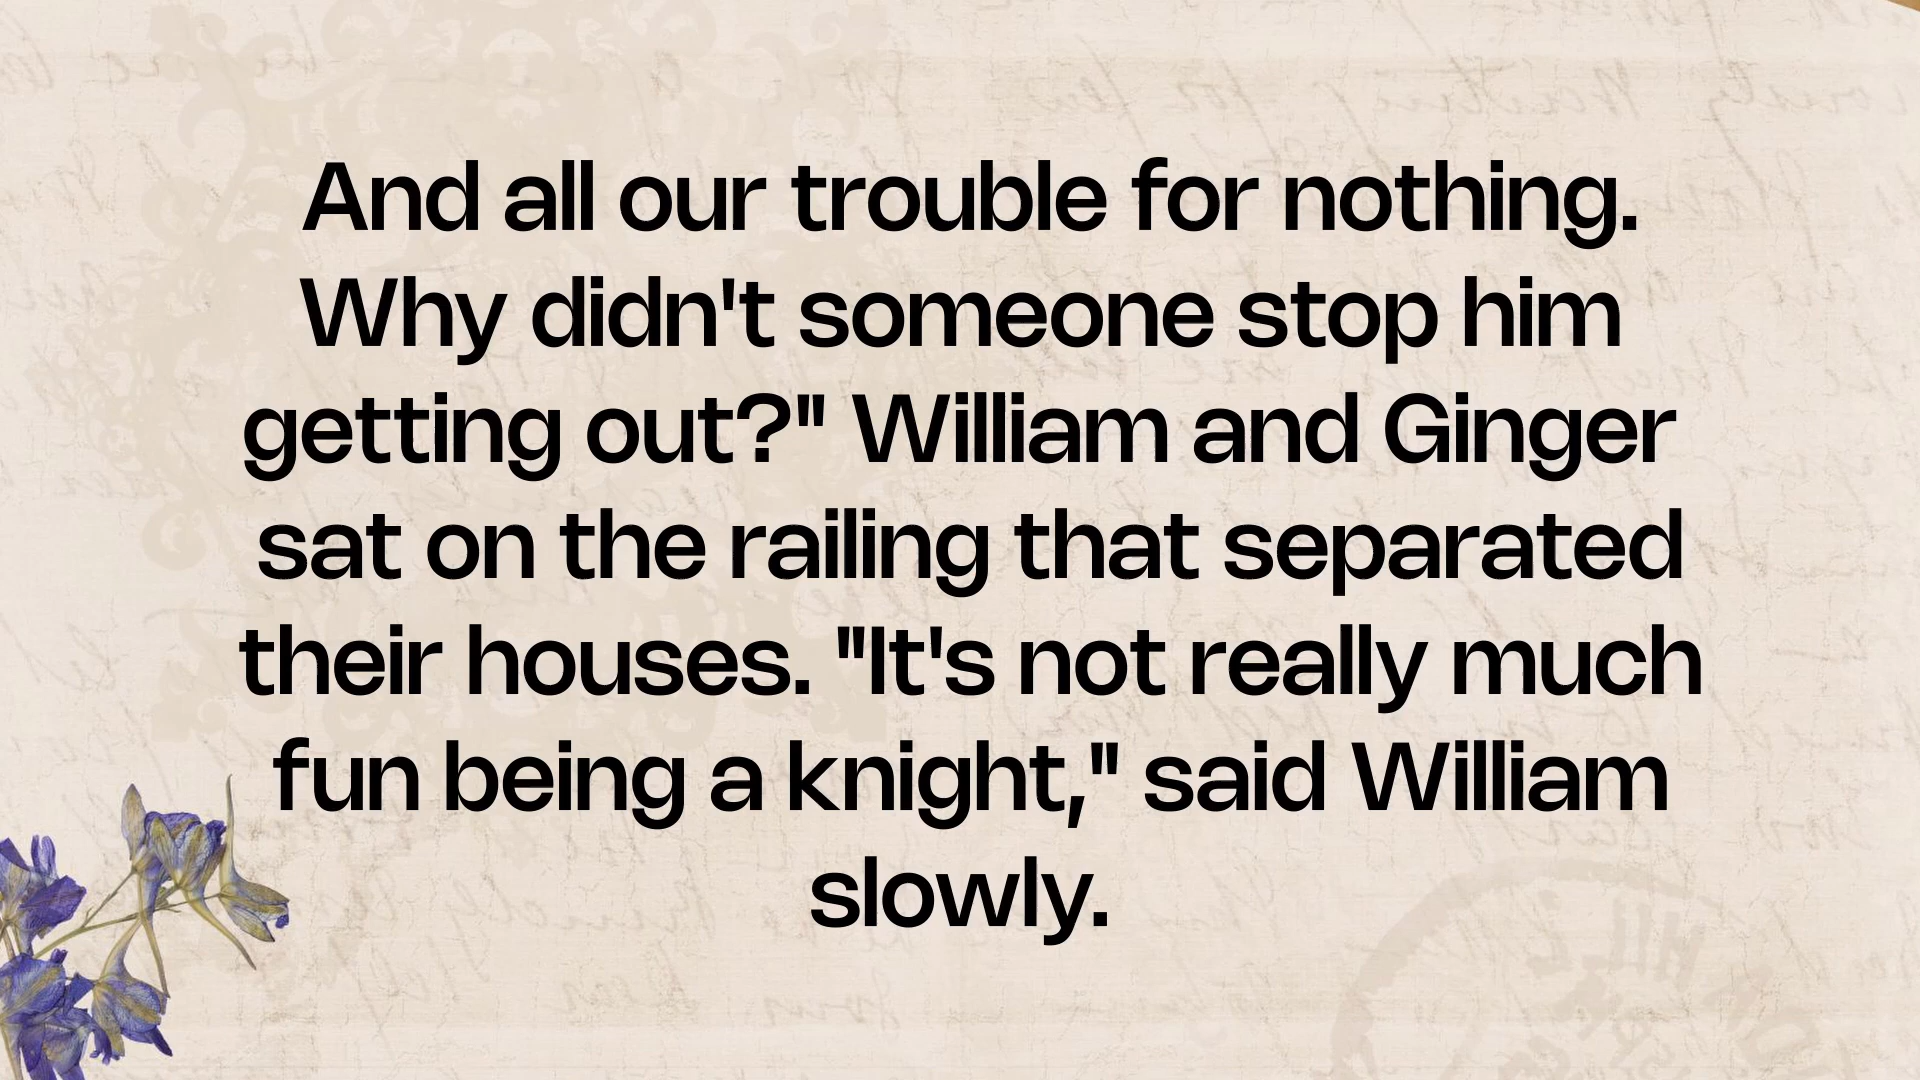 And all our trouble for nothing.
Why didn't someone stop him
getting out?" William and Ginger
sat on the railing that separated
their houses. "It's not really much
fun being a knight," said William
slowly.